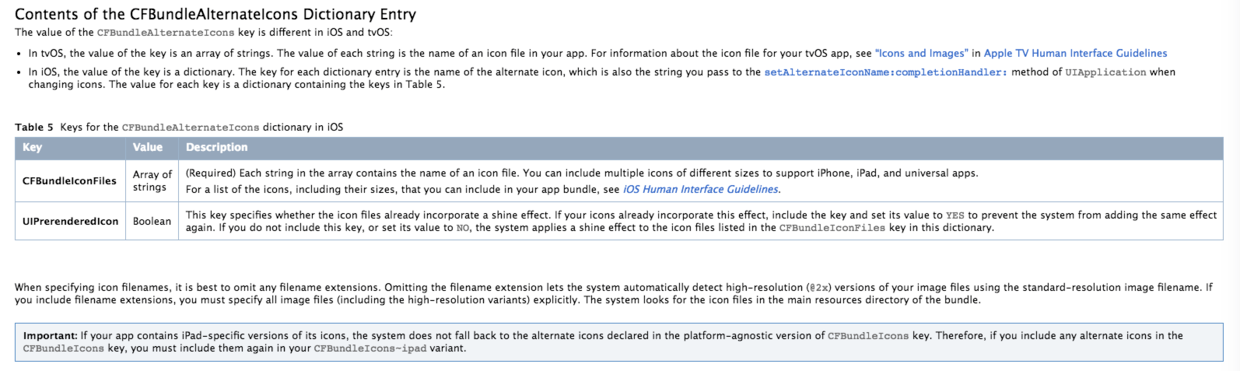 Contents of the CFBundleAlternateIcons Dictionary Entry
The value of the CFBundleAlternateIcons key is different in iOS and tvOS:
• In tvOS, the value of the key is an array of strings. The value of each string is the name of an icon file in your app. For information about the icon file for your tvOS app, see "Icons and Images" in Apple TV Human Interface Guidelines
• In iOS, the value of the key is a dictionary. The key for each dictionary entry is the name of the alternate icon, which is also the string you pass to the setAlternateIconName:completionHandler: method of UIApplication when
changing icons. The value for each key is a dictionary containing the keys in Table 5.
Table 5 Keys for the CFBundleAlternateIcons dictionary in iOS
Key Value Description
CFBundleIconFiles
Array of
strings
(Required) Each string in the array contains the name of an icon file. You can include multiple icons of different sizes to support iPhone, iPad, and universal apps.
For a list of the icons, including their sizes, that you can include in your app bundle, see iOS Human Interface Guidelines.
UIPrerenderedIcon
Boolean
This key specifies whether the icon files already incorporate a shine effect. If your icons already incorporate this effect, include the key and set its value to YES to prevent the system from adding the same effect
again. If you do not include this key, or set its value to NO, the system applies a shine effect to the icon files listed in the CFBundleIconFiles key in this dictionary.
When specifying icon filenames, it is best to omit any filename extensions. Omitting the filename extension lets the system automatically detect high-resolution (@2x) versions of your image files using the standard-resolution image filename. If
you include filename extensions, you must specify all image files (including the high-resolution variants) explicitly. The system looks for the icon files in the main resources directory of the bundle.
Important: If your app contains iPad-specific versions of its icons, the system does not fall back to the alternate icons declared in the platform-agnostic version of CFBundleIcons key. Therefore, if you include any alternate icons in the
CFBundleIcons key, you must include them again in your CFBundleIcons~ipad variant.